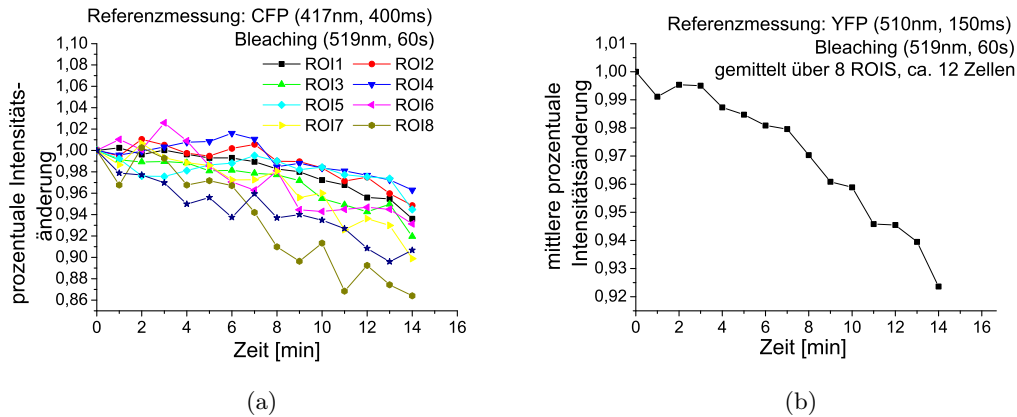 Referenzmessung: CFP (417nm, 400ms)
Bleaching (519nm, 60s)
ROI1 ROI2
ROI3 ROI4
ROI5 ROI6
ROI7 ROI8
prozentuale Intensitäts-
änderung
1,10
1,08
1,06
1,04
1,02
1,00
0,98
0,96
0,94
0,92
0,90
0,88
0,86
0 2 4 6 8 10 12 14 16
Zeit [min]
(a)
Referenzmessung: YFP (510nm, 150ms)
Bleaching (519nm, 60s)
gemittelt über 8 ROIS, ca. 12 Zellen
mittlere prozentuale
Intensitätsänderung
1,01
1,00
0,99
0,98
0,97
0,96
0,95
0,94
0,93
0,92
0 2 4 6 8 10 12 14 16
Zeit [min]
(b)